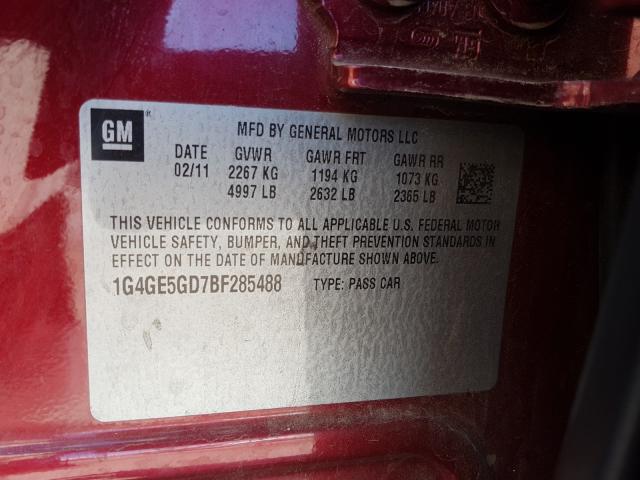 GM
MFD BY GENERAL MOTORS LLC
DATE GVWR GAWR FRT GAWR RR
02/11 2267 KG 1194 KG 1073 KG
4997 LB 2632 LB 2365 LB
THIS VEHICLE CONFORMS TO ALL APPLICABLE U.S. FEDERAL MOTOR
VEHICLE SAFETY, BUMPER, AND THEFT PREVENTION STANDARDS IN
EFFECT ON THE DATE OF MANUFACTURE SHOWN ABOVE.
1G4GE5GD7BF285488 TYPE: PASS CAR